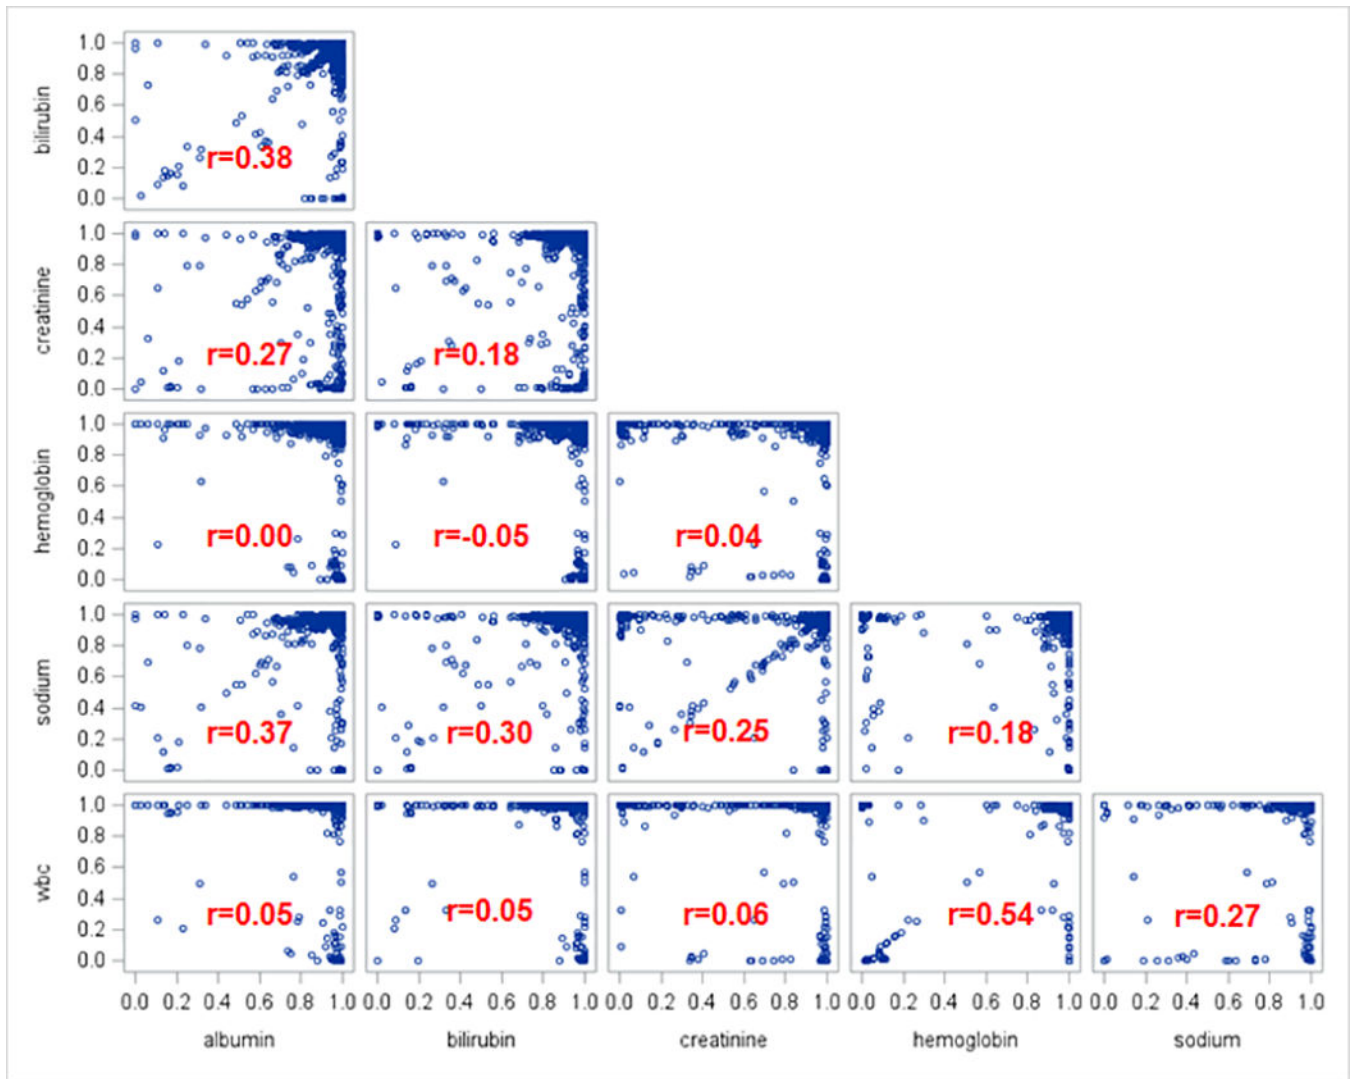 bilirubin
1.0
0.8
0.6
0.4
0.2
0.0
r=0.38
creatinine
1.0
0.8
0.6
0.4
0.2
0.0
r=0.27
r=0.18
hemoglobin
1.0
0.8
0.6
0.4
0.2
0.0
r=0.00
r=-0.05
r=0.04
sodium
1.0
0.8
0.6
0.4
0.2
0.0
r=0.37
r=0.30
r=0.25
r=0.18
wbc
1.0
0.8
0.6
0.4
0.2
0.0
r=0.05
r=0.05
r=0.06
r=0.54
r=0.27
0.0 0.2 0.4 0.6 0.8 1.0
0.0 0.2 0.4 0.6 0.8 1.0
0.0 0.2 0.4 0.6 0.8 1.0
0.0 0.2 0.4 0.6 0.8 1.0
0.0 0.2 0.4 0.6 0.8 1.0
albumin
bilirubin
creatinine
hemoglobin
sodium